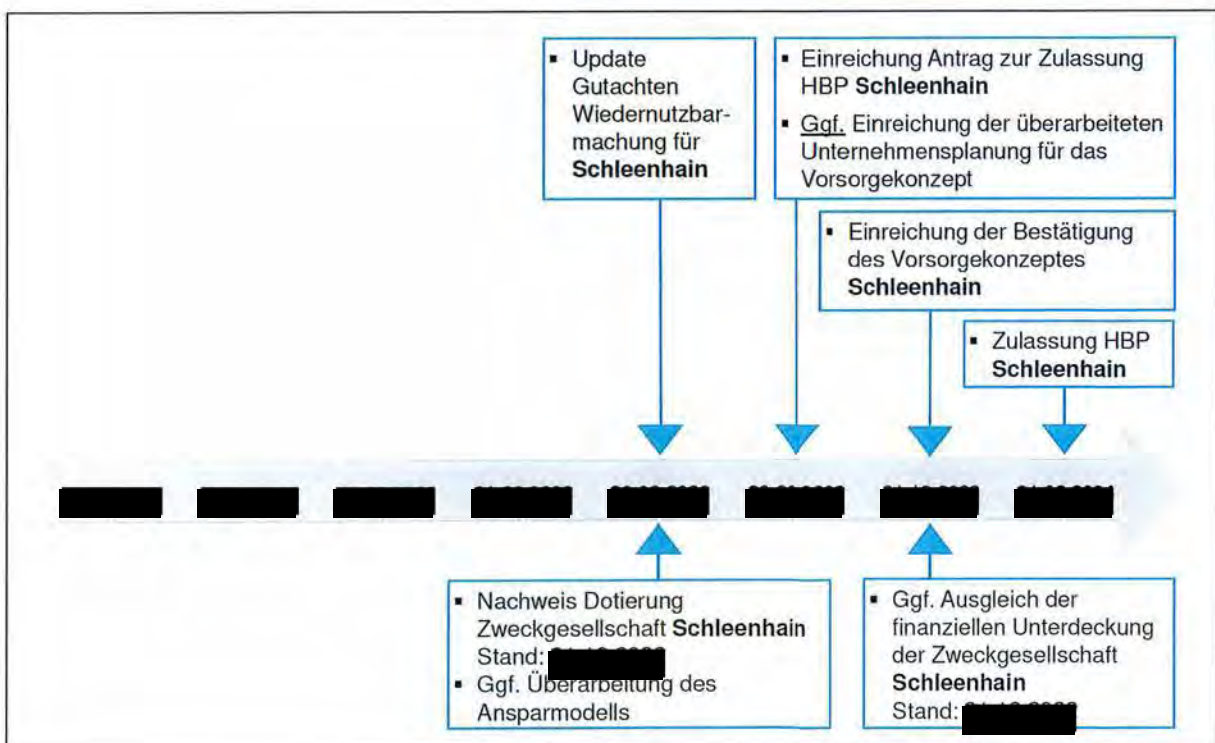 ▪ Update
Gutachten
Wiedernutzbar-
machung für
Schleenhain
▪ Einreichung Antrag zur Zulassung
HBP Schleenhain
▪ Ggf. Einreichung der überarbeiteten
Unternehmensplanung für das
Vorsorgekonzept
▪ Einreichung der Bestätigung
des Vorsorgekonzeptes
Schleenhain
▪ Zulassung HBP
Schleenhain
▪ Nachweis Dotierung
Zweckgesellschaft Schleenhain
Stand:
▪ Ggf. Überarbeitung des
Ansparmodells
▪ Ggf. Ausgleich der
finanziellen Unterdeckung
der Zweckgesellschaft
Schleenhain
Stand: